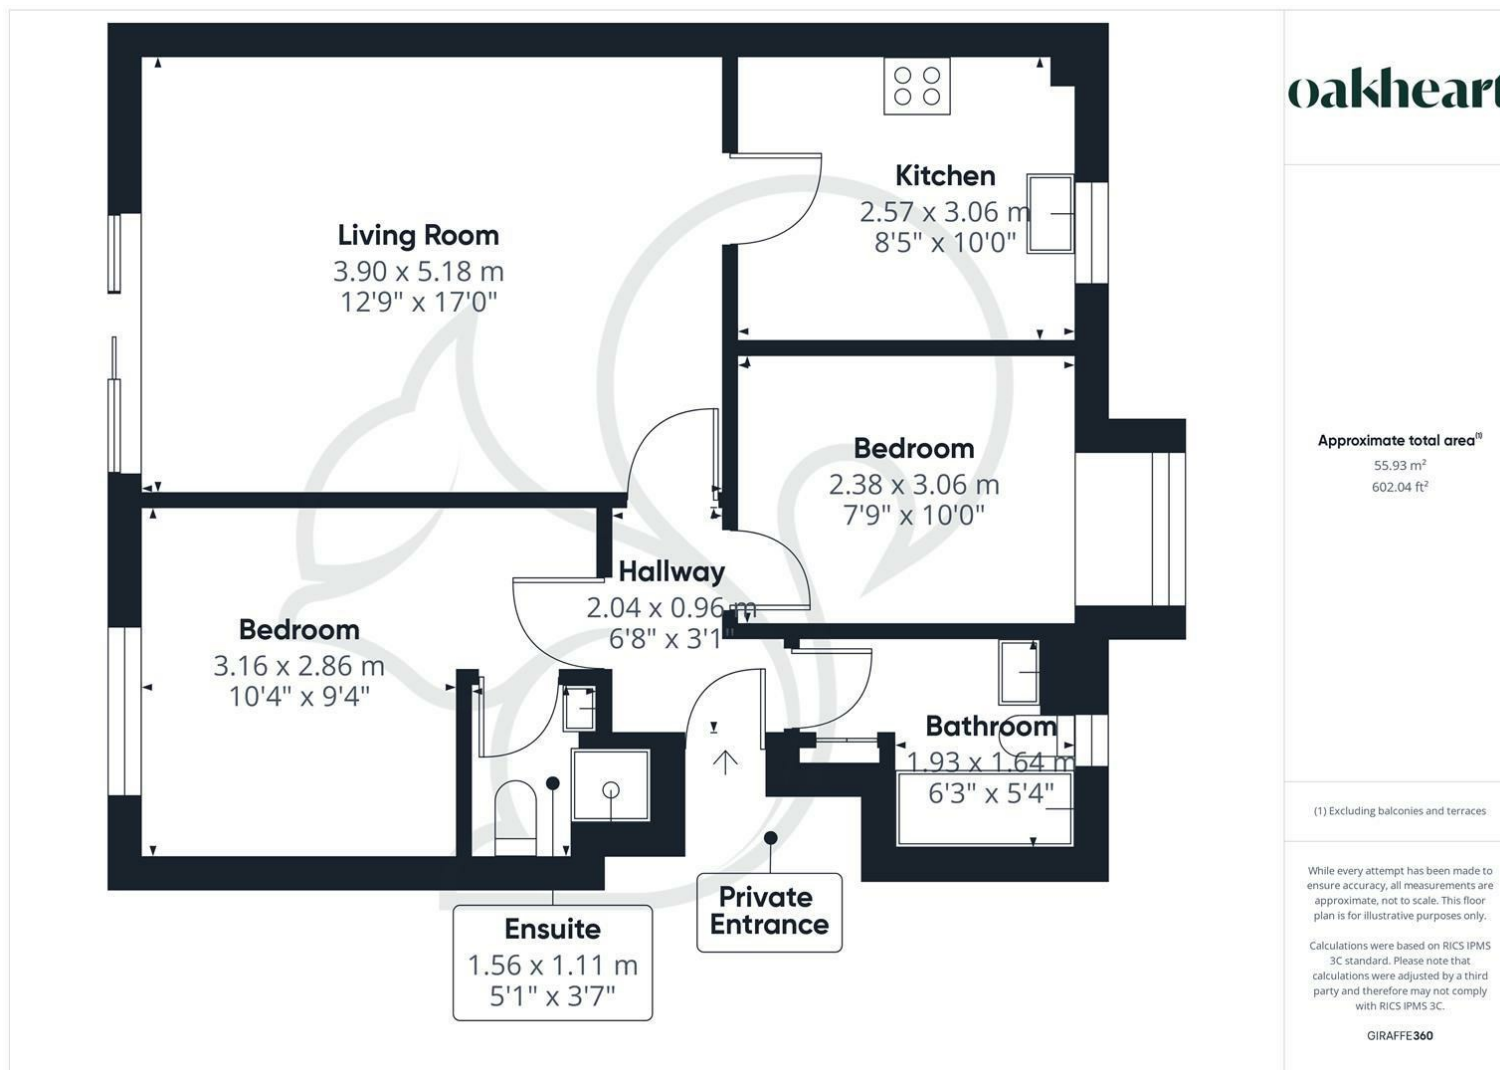 Living Room
3.90 x 5.18 m
12'9" x 17'0"
Kitchen
2.57 x 3.06 m
8'5" x 10'0"
Bedroom
2.38 x 3.06 m
7'9" x 10'0"
Hallway
2.04 x 0.96 m
6'8" x 3'1"
Bedroom
3.16 x 2.86 m
10'4" x 9'4"
Bathroom
1.93 x 1.64 m
6'3" x 5'4"
Ensuite
1.56 x 1.11 m
5'1" x 3'7"
Private
Entrance
oakheart
Approximate total area(1)
55.93 m²
602.04 ft²
(1) Excluding balconies and terraces
While every attempt has been made to
ensure accuracy, all measurements are
approximate, not to scale. This floor
plan is for illustrative purposes only.
Calculations were based on RICS IPMS
3C standard. Please note that
calculations were adjusted by a third
party and therefore may not comply
with RICS IPMS 3C.
GIRAFFE360